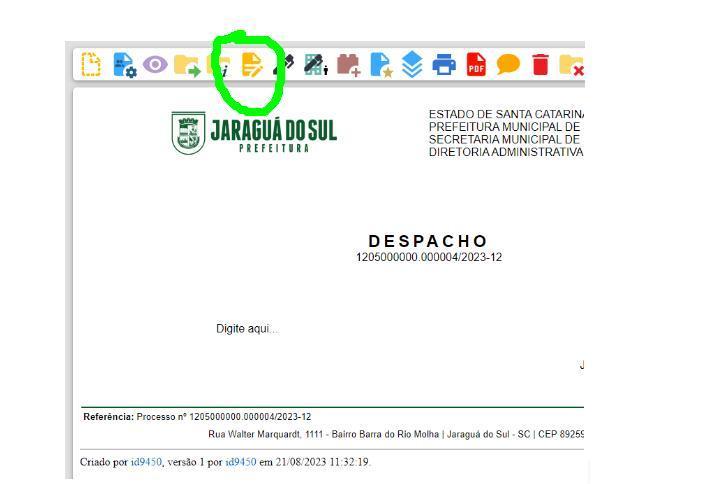 i
PDF
JARAGUÁ DO SUL
PREFEITURA
ESTADO DE SANTA CATARIN
PREFEITURA MUNICIPAL DE
SECRETARIA MUNICIPAL DE
DIRETORIA ADMINISTRATIVA
DESPACHO
1205000000.000004/2023-12
Digite aqui...
J
Referência: Processo nº 1205000000.000004/2023-12
Rua Walter Marquardt, 1111 - Bairro Barra do Rio Molha | Jaraguá do Sul - SC | CEP 89259
Criado por id9450, versão 1 por id9450 em 21/08/2023 11:32:19.